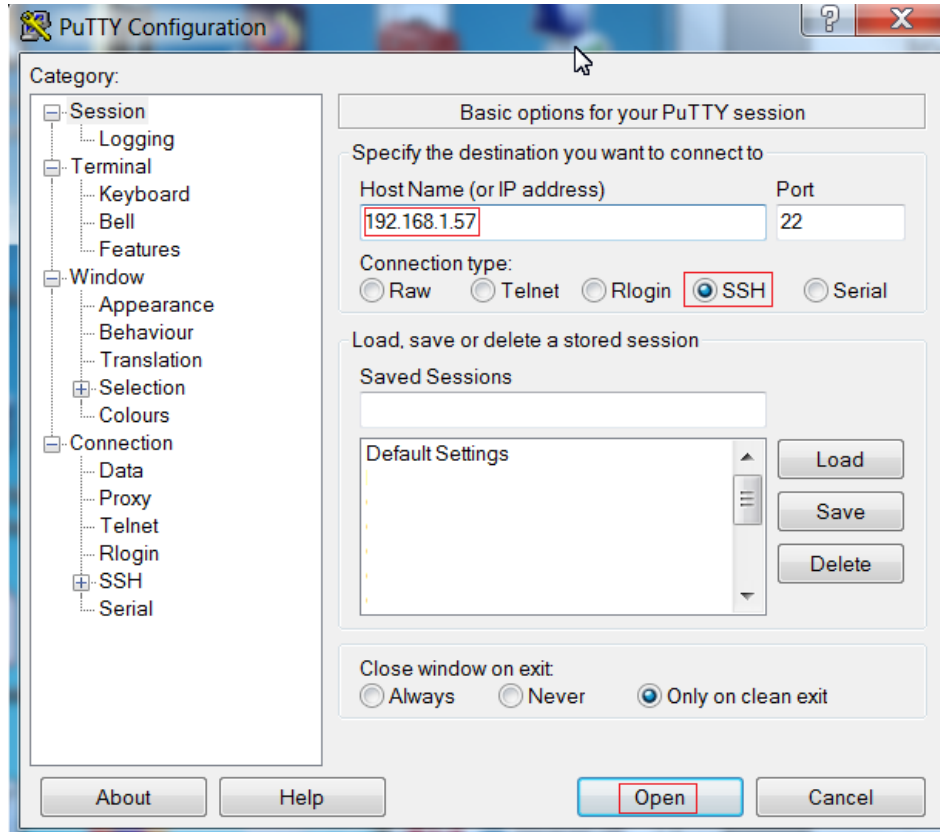 PuTTY Configuration
Category:
Session
Logging
Terminal
Keyboard
Bell
Features
Window
Appearance
Behaviour
Translation
Selection
Colours
Connection
Data
Proxy
Telnet
Rlogin
SSH
Serial
Basic options for your PuTTY session
Specify the destination you want to connect to
Host Name (or IP address) Port
192.168.1.57 22
Connection type:
Raw Telnet Rlogin SSH Serial
Load, save or delete a stored session
Saved Sessions
Default Settings
Load
Save
Delete
Close window on exit:
Always Never Only on clean exit
About Help Open Cancel